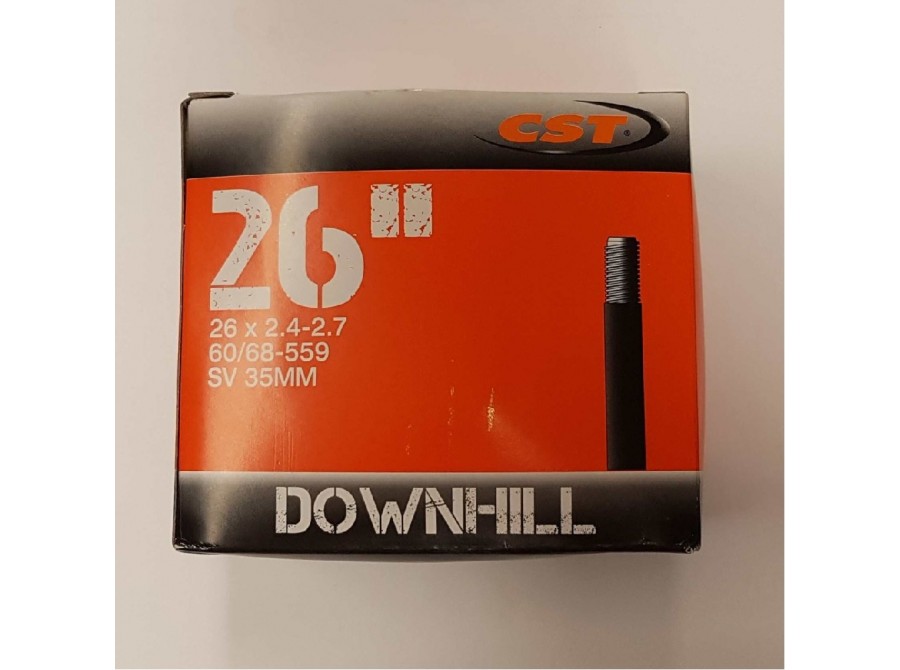 CST®
26"
26 x 2.4-2.7
60/68-559
SV 35MM
DOWNHILL